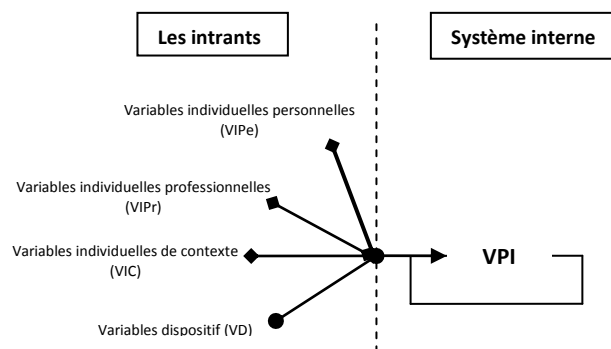 Les intrants
Système interne
Variables individuelles personnelles
(VIPe)
Variables individuelles professionnelles
(VIPr)
Variables individuelles de contexte
(VIC)
VPI
Variables dispositif (VD)